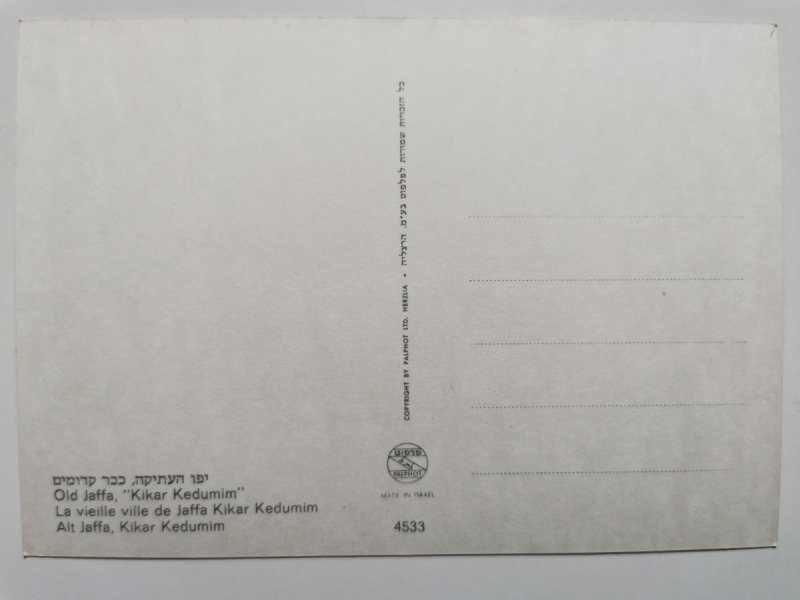 יפו העתיקה, ככר קדומים
Old Jaffa, "Kikar Kedumim"
La vieille ville de Jaffa Kikar Kedumim
Alt Jaffa, Kikar Kedumim
COPYRIGHT BY PALPHOT LTD. HERZLIA • כל הזכויות שמורות לפלפוט בע"מ, הרצליה
פלפוט
PALPHOT
MADE IN ISRAEL
4533